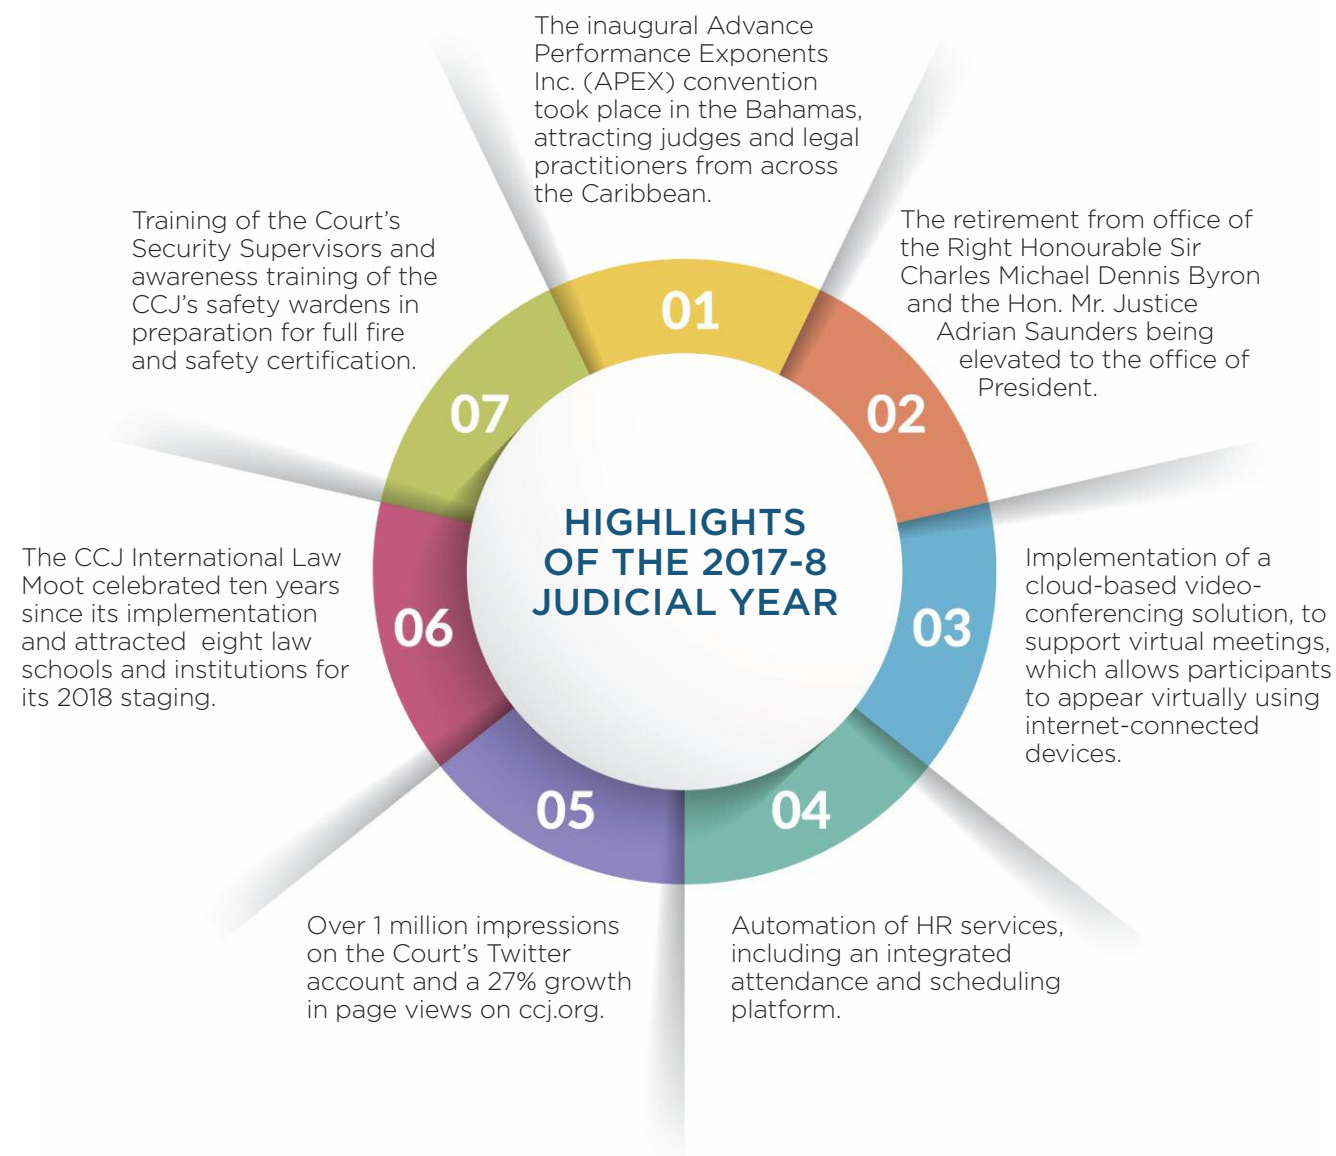 HIGHLIGHTS
OF THE 2017-8
JUDICIAL YEAR
01
The inaugural Advance
Performance Exponents
Inc. (APEX) convention
took place in the Bahamas,
attracting judges and legal
practitioners from across
the Caribbean.
02
The retirement from office of
the Right Honourable Sir
Charles Michael Dennis Byron
and the Hon. Mr. Justice
Adrian Saunders being
elevated to the office of
President.
03
Implementation of a
cloud-based video-
conferencing solution, to
support virtual meetings,
which allows participants
to appear virtually using
internet-connected
devices.
04
Automation of HR services,
including an integrated
attendance and scheduling
platform.
05
Over 1 million impressions
on the Court’s Twitter
account and a 27% growth
in page views on ccj.org.
06
The CCJ International Law
Moot celebrated ten years
since its implementation
and attracted  eight law
schools and institutions for
its 2018 staging.
07
Training of the Court’s
Security Supervisors and
awareness training of the
CCJ’s safety wardens in
preparation for full fire
and safety certification.